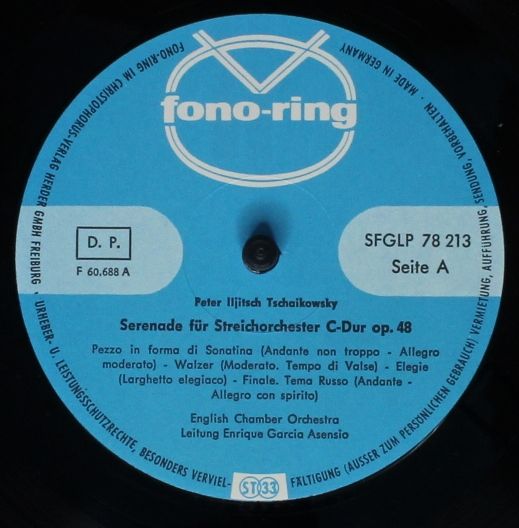 FONO-RING IM CHRISTOPHORUS-VERLAG HERDER GMBH FREIBURG · URHEBER- U. LEISTUNGSSCHUTZRECHTE, BESONDERS VERVIEL-
FÄLTIGUNG (AUSSER ZUM PERSÖNLICHEN GEBRAUCH) VERMIETUNG, AUFFÜHRUNG, SENDUNG, VORBEHALTEN · MADE IN GERMANY
fono-ring
D. P.
F 60.688 A
SFGLP 78 213
Seite A
Peter Iljitsch Tschaikowsky
Serenade für Streichorchester C-Dur op. 48
Pezzo in forma di Sonatina (Andante non troppo - Allegro
moderato) - Walzer (Moderato. Tempo di Valse) - Elegie
(Larghetto elegiaco) - Finale. Tema Russo (Andante -
Allegro con spirito)
English Chamber Orchestra
Leitung Enrique Garcia Asensio
ST 33